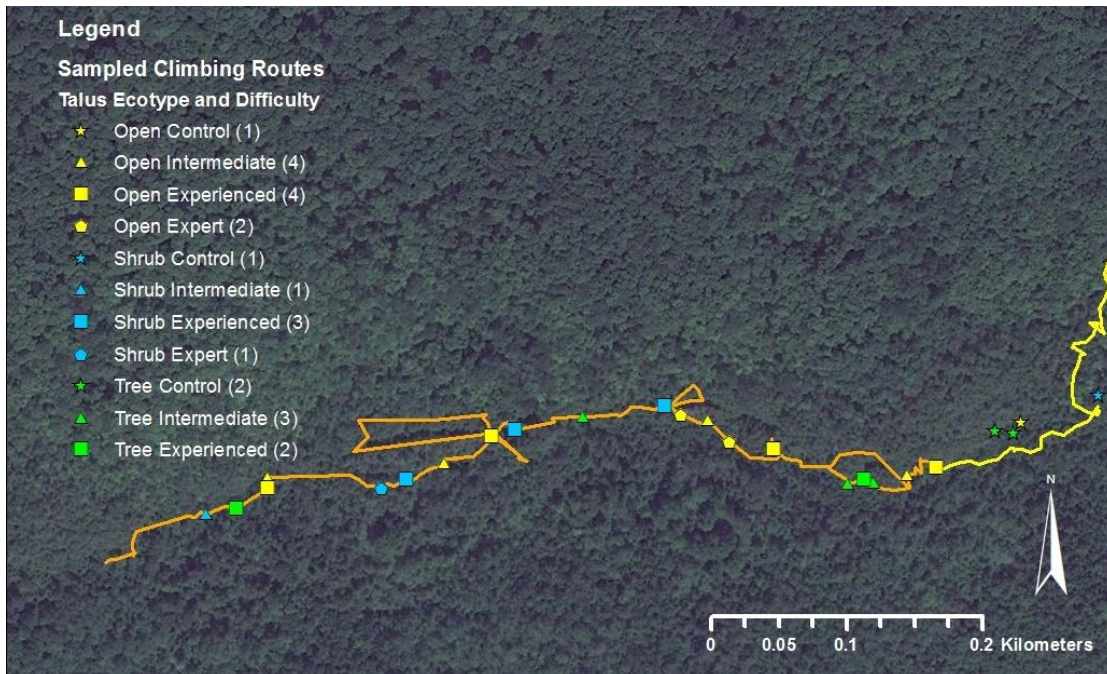 Legend
Sampled Climbing Routes
Talus Ecotype and Difficulty
Open Control (1)
Open Intermediate (4)
Open Experienced (4)
Open Expert (2)
Shrub Control (1)
Shrub Intermediate (1)
Shrub Experienced (3)
Shrub Expert (1)
Tree Control (2)
Tree Intermediate (3)
Tree Experienced (2)
N
0 0.05 0.1 0.2 Kilometers